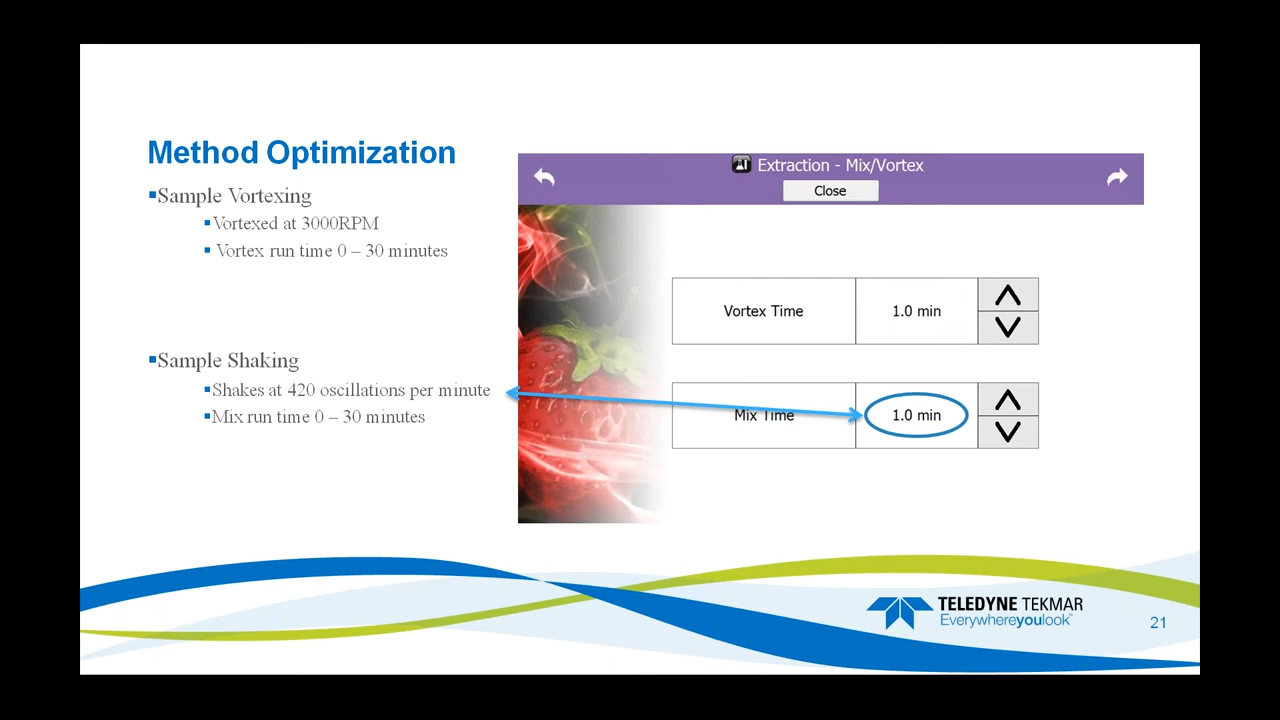 Method Optimization
▪Sample Vortexing
▪Vortexed at 3000RPM
▪ Vortex run time 0 – 30 minutes
▪Sample Shaking
▪Shakes at 420 oscillations per minute
▪Mix run time 0 – 30 minutes
Extraction - Mix/Vortex
Close
Vortex Time 1.0 min
Mix Time 1.0 min
TELEDYNE TEKMAR
Everywhereyoulook™
21